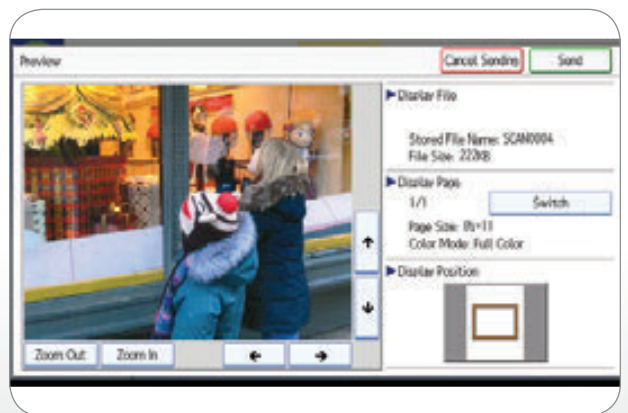 Preview
Cancel Sending
Send
Display File
Stored File Name: SCAN0004
File Size: 222KB
Display Page
1/1
Switch
Page Size: 8½×11
Color Mode: Full Color
Display Position
Zoom Out
Zoom In